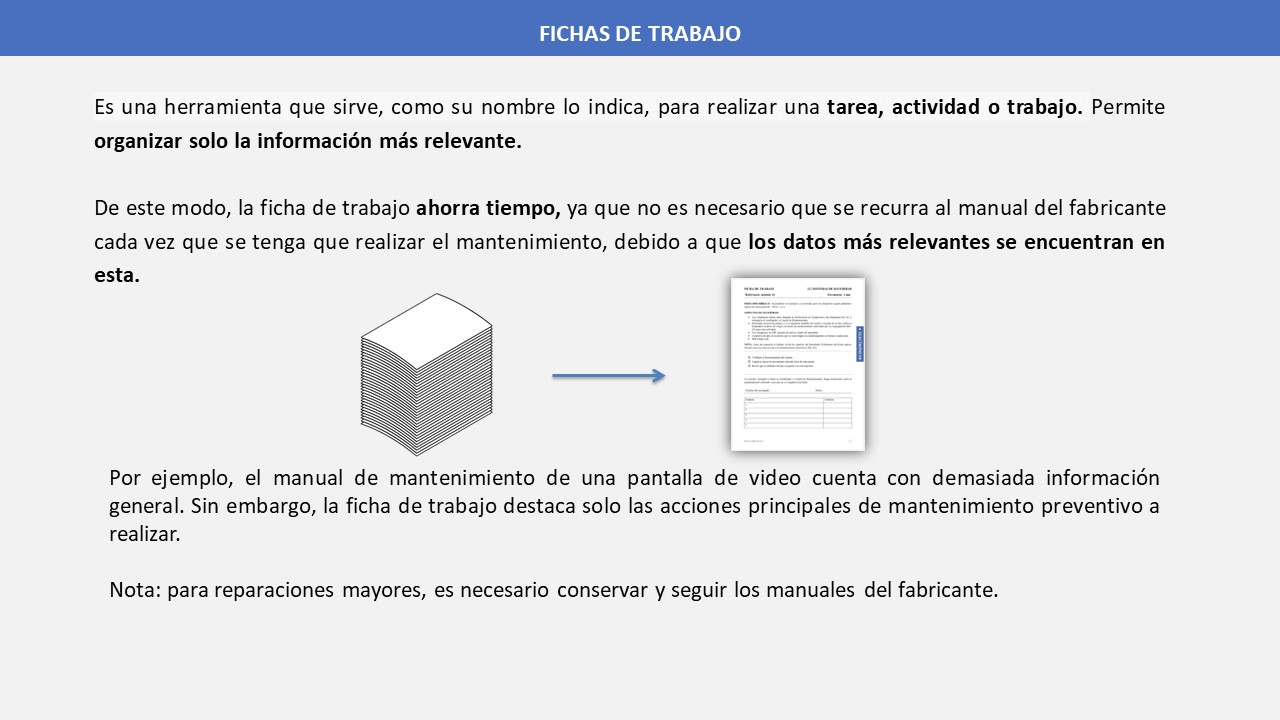 FICHAS DE TRABAJO
Es una herramienta que sirve, como su nombre lo indica, para realizar una tarea, actividad o trabajo. Permite
organizar solo la información más relevante.
De este modo, la ficha de trabajo ahorra tiempo, ya que no es necesario que se recurra al manual del fabricante
cada vez que se tenga que realizar el mantenimiento, debido a que los datos más relevantes se encuentran en
esta.
FICHA DE TRABAJO
Por ejemplo, el manual de mantenimiento de una pantalla de video cuenta con demasiada información
general. Sin embargo, la ficha de trabajo destaca solo las acciones principales de mantenimiento preventivo a
realizar.
Nota: para reparaciones mayores, es necesario conservar y seguir los manuales del fabricante.